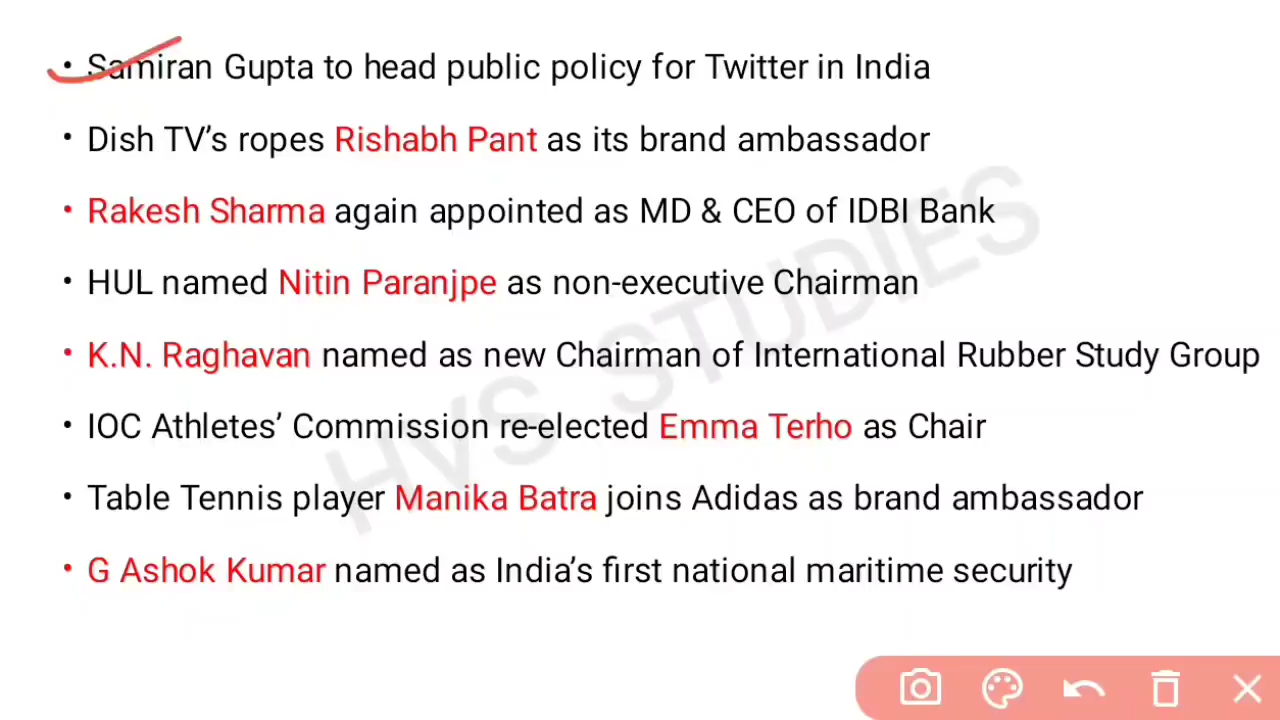 • Samiran Gupta to head public policy for Twitter in India
• Dish TV’s ropes Rishabh Pant as its brand ambassador
• Rakesh Sharma again appointed as MD & CEO of IDBI Bank
• HUL named Nitin Paranjpe as non-executive Chairman
• K.N. Raghavan named as new Chairman of International Rubber Study Group
• IOC Athletes’ Commission re-elected Emma Terho as Chair
• Table Tennis player Manika Batra joins Adidas as brand ambassador
• G Ashok Kumar named as India’s first national maritime security
HVS STUDIES